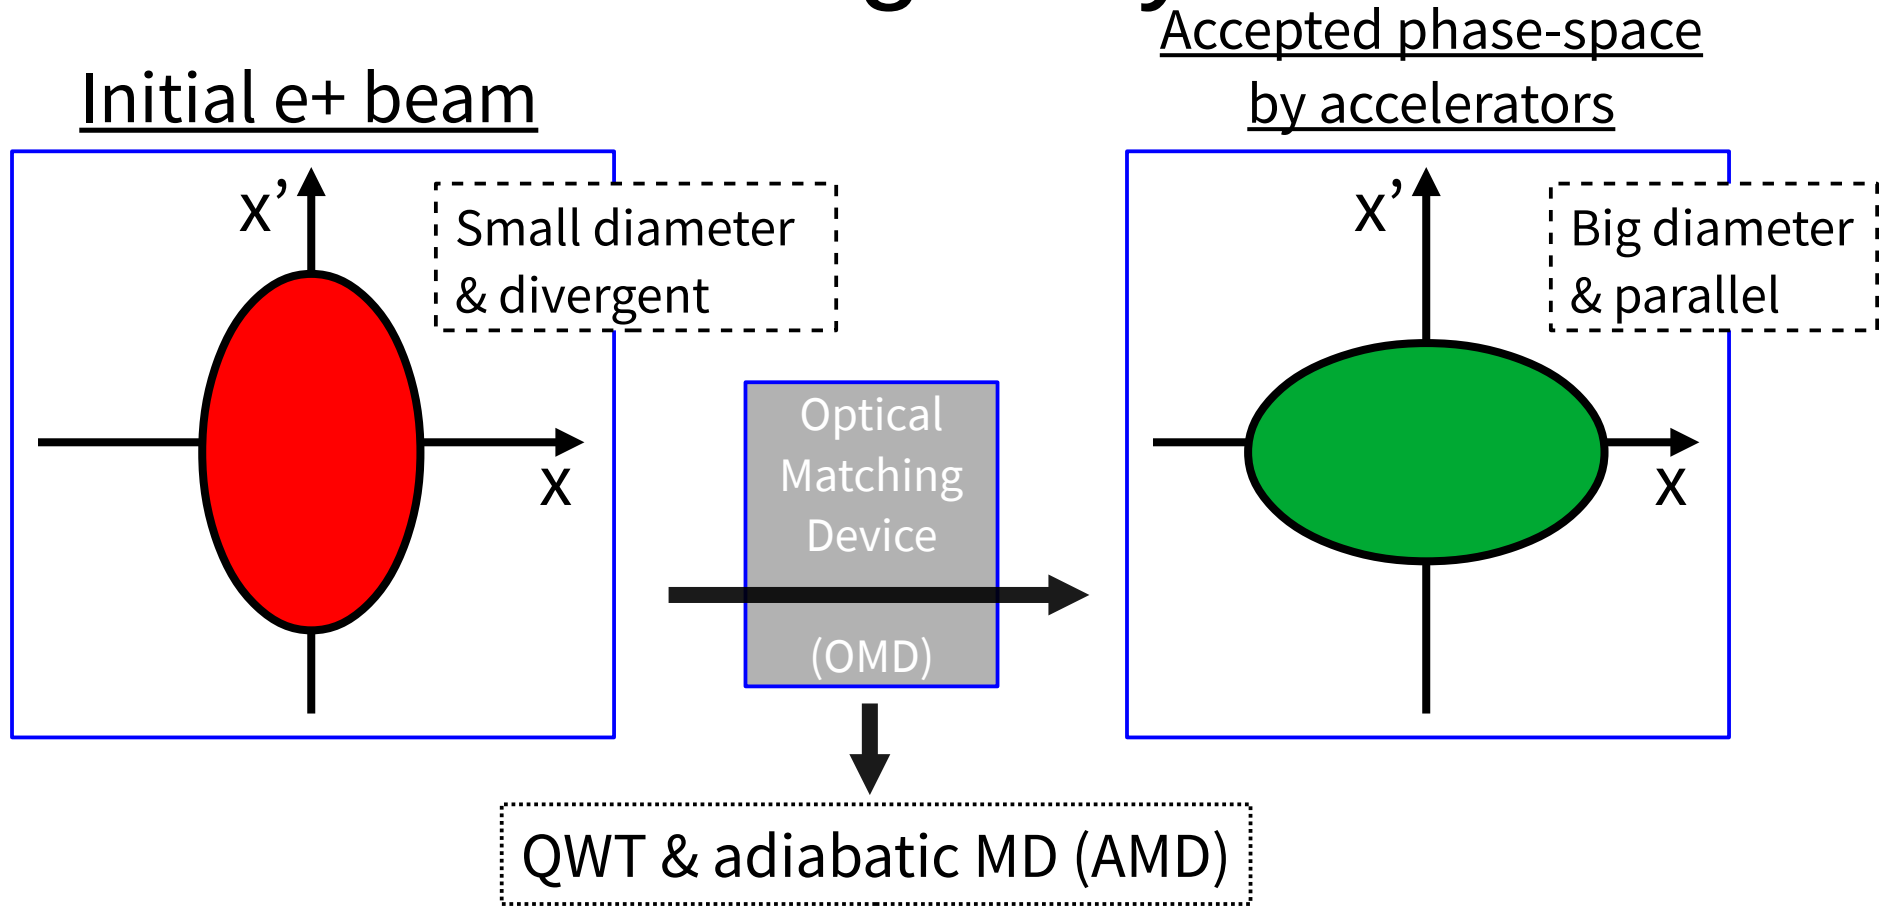 Initial e+ beam
Accepted phase-space
by accelerators
x’
Small diameter
& divergent
x
Optical
Matching
Device
(OMD)
x’
Big diameter
& parallel
x
QWT & adiabatic MD (AMD)